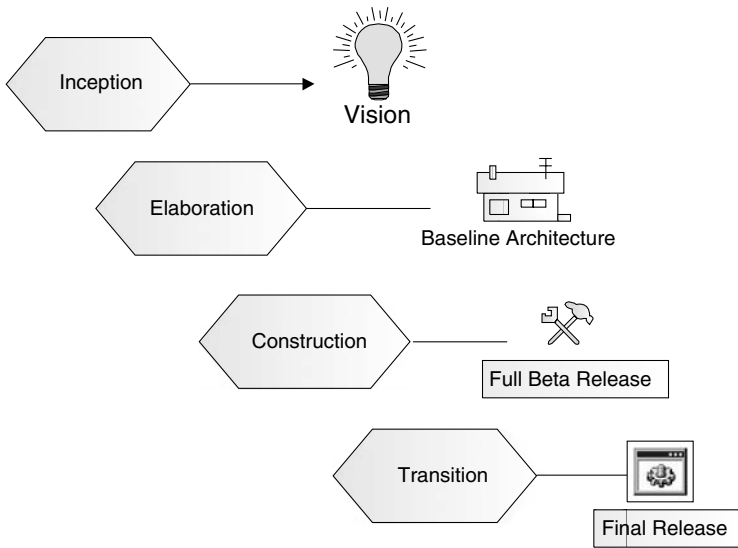 Inception
Vision
Elaboration
Baseline Architecture
Construction
Full Beta Release
Transition
Final Release